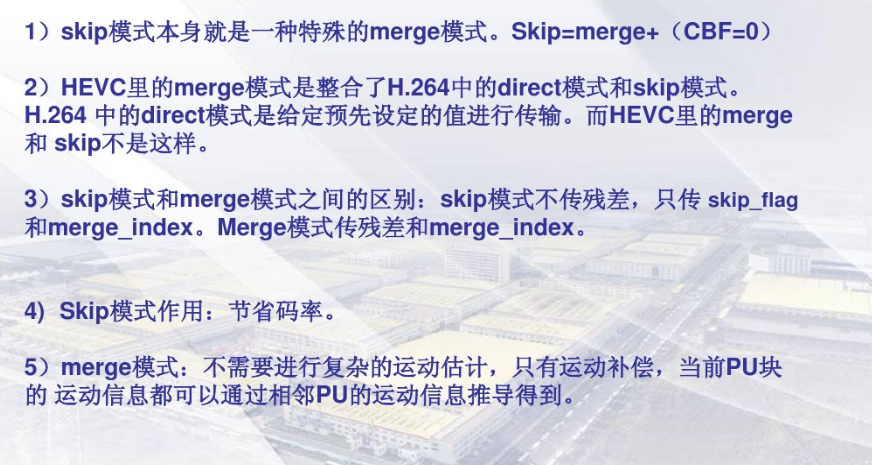 1）skip模式本身就是一种特殊的merge模式。Skip=merge+（CBF=0）
2）HEVC里的merge模式是整合了H.264中的direct模式和skip模式。
H.264 中的direct模式是给定预先设定的值进行传输。而HEVC里的merge
和 skip不是这样。
3）skip模式和merge模式之间的区别：skip模式不传残差，只传 skip_flag
和merge_index。Merge模式传残差和merge_index。
4）Skip模式作用：节省码率。
5）merge模式：不需要进行复杂的运动估计，只有运动补偿，当前PU块
的 运动信息都可以通过相邻PU的运动信息推导得到。